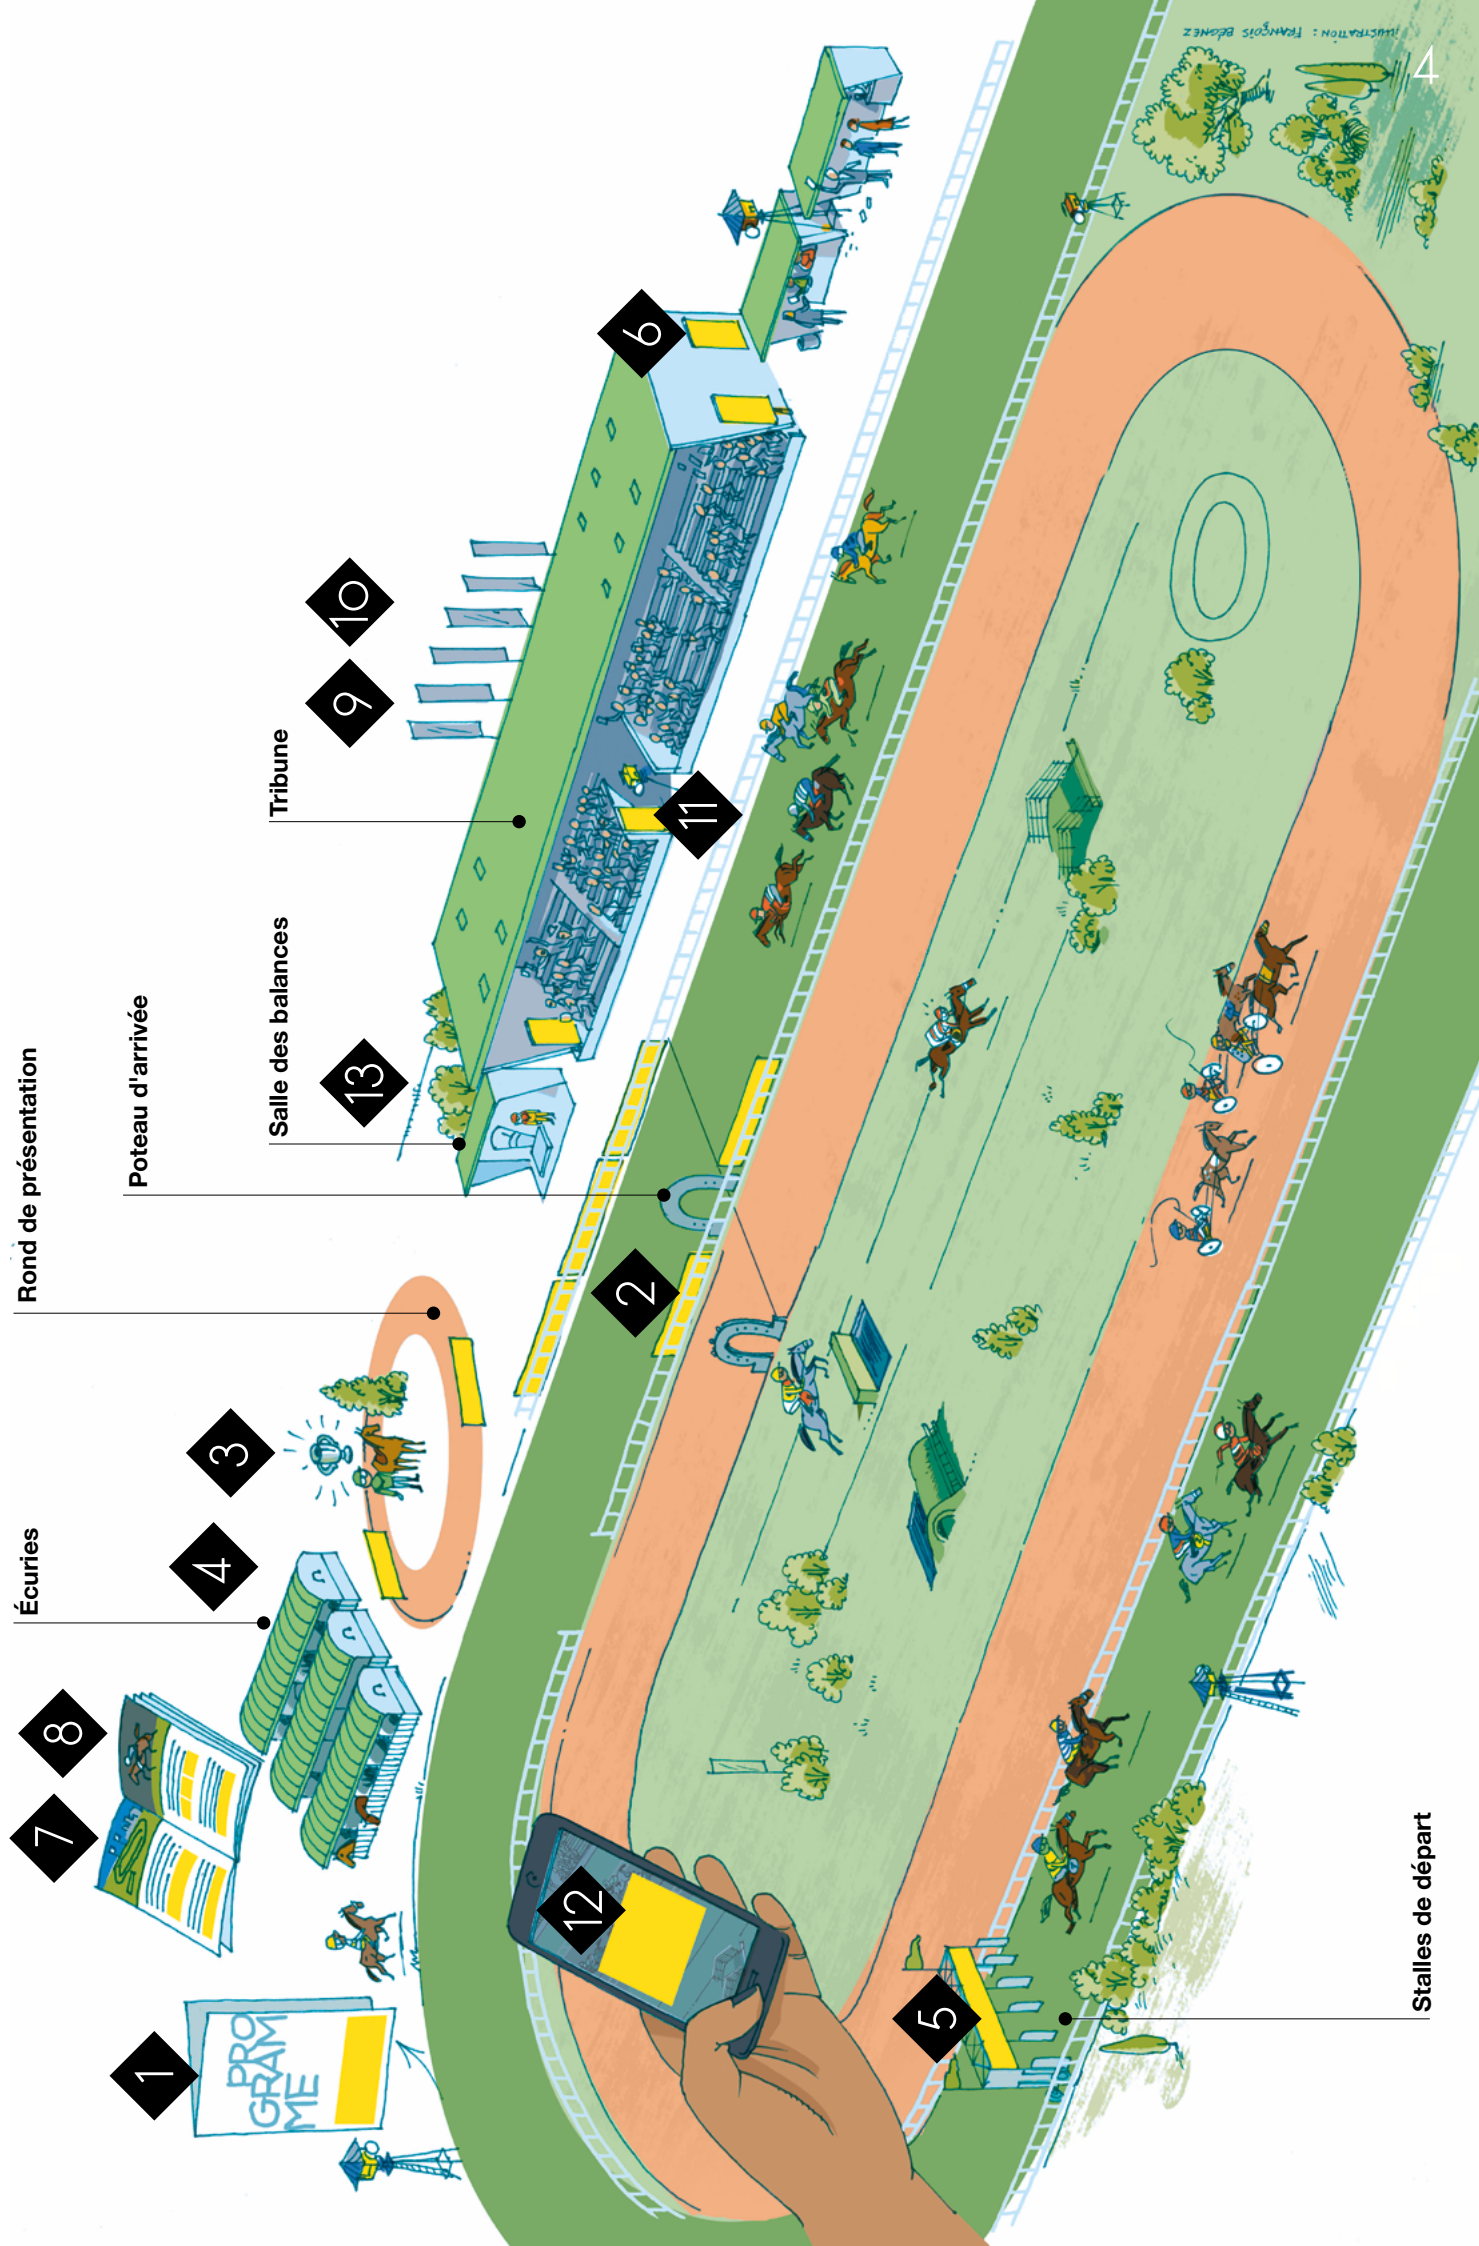 Écuries
Rond de présentation
Poteau d'arrivée
Salle des balances
Tribune
7
8
4
3
13
9
10
1
PRO
GRAM
ME
2
11
6
12
5
Stalles de départ
ILLUSTRATION : FRANÇOIS BÉGNEZ
4